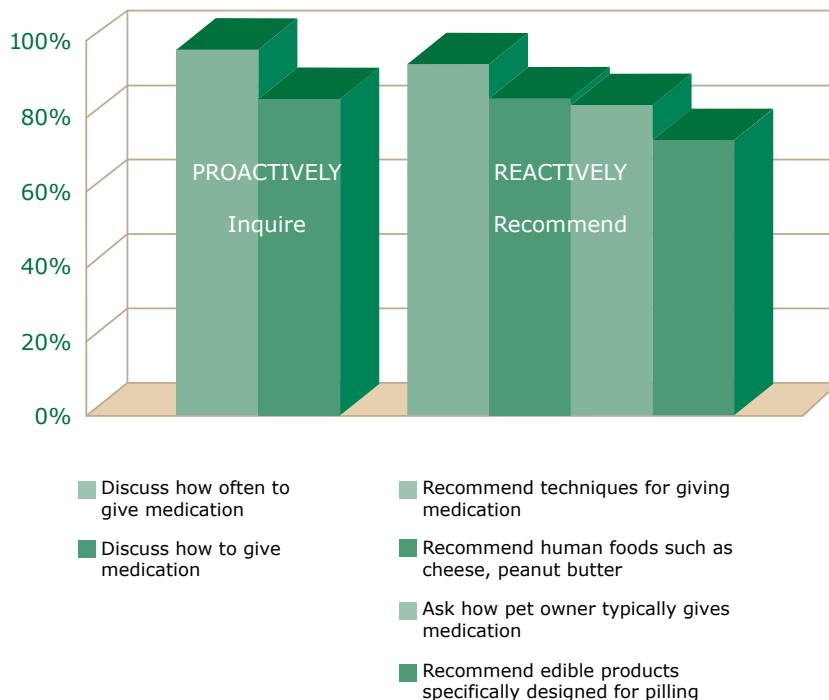 100%
80%
60%
40%
20%
0%
PROACTIVELY
Inquire
REACTIVELY
Recommend
Discuss how often to
give medication
Discuss how to give
medication
Recommend techniques for giving
medication
Recommend human foods such as
cheese, peanut butter
Ask how pet owner typically gives
medication
Recommend edible products
specifically designed for pilling